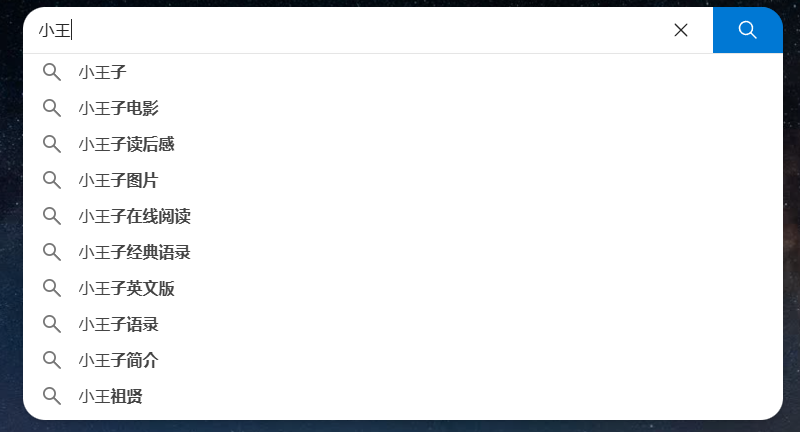 小王
小王子
小王子电影
小王子读后感
小王子图片
小王子在线阅读
小王子经典语录
小王子英文版
小王子语录
小王子简介
小王祖贤